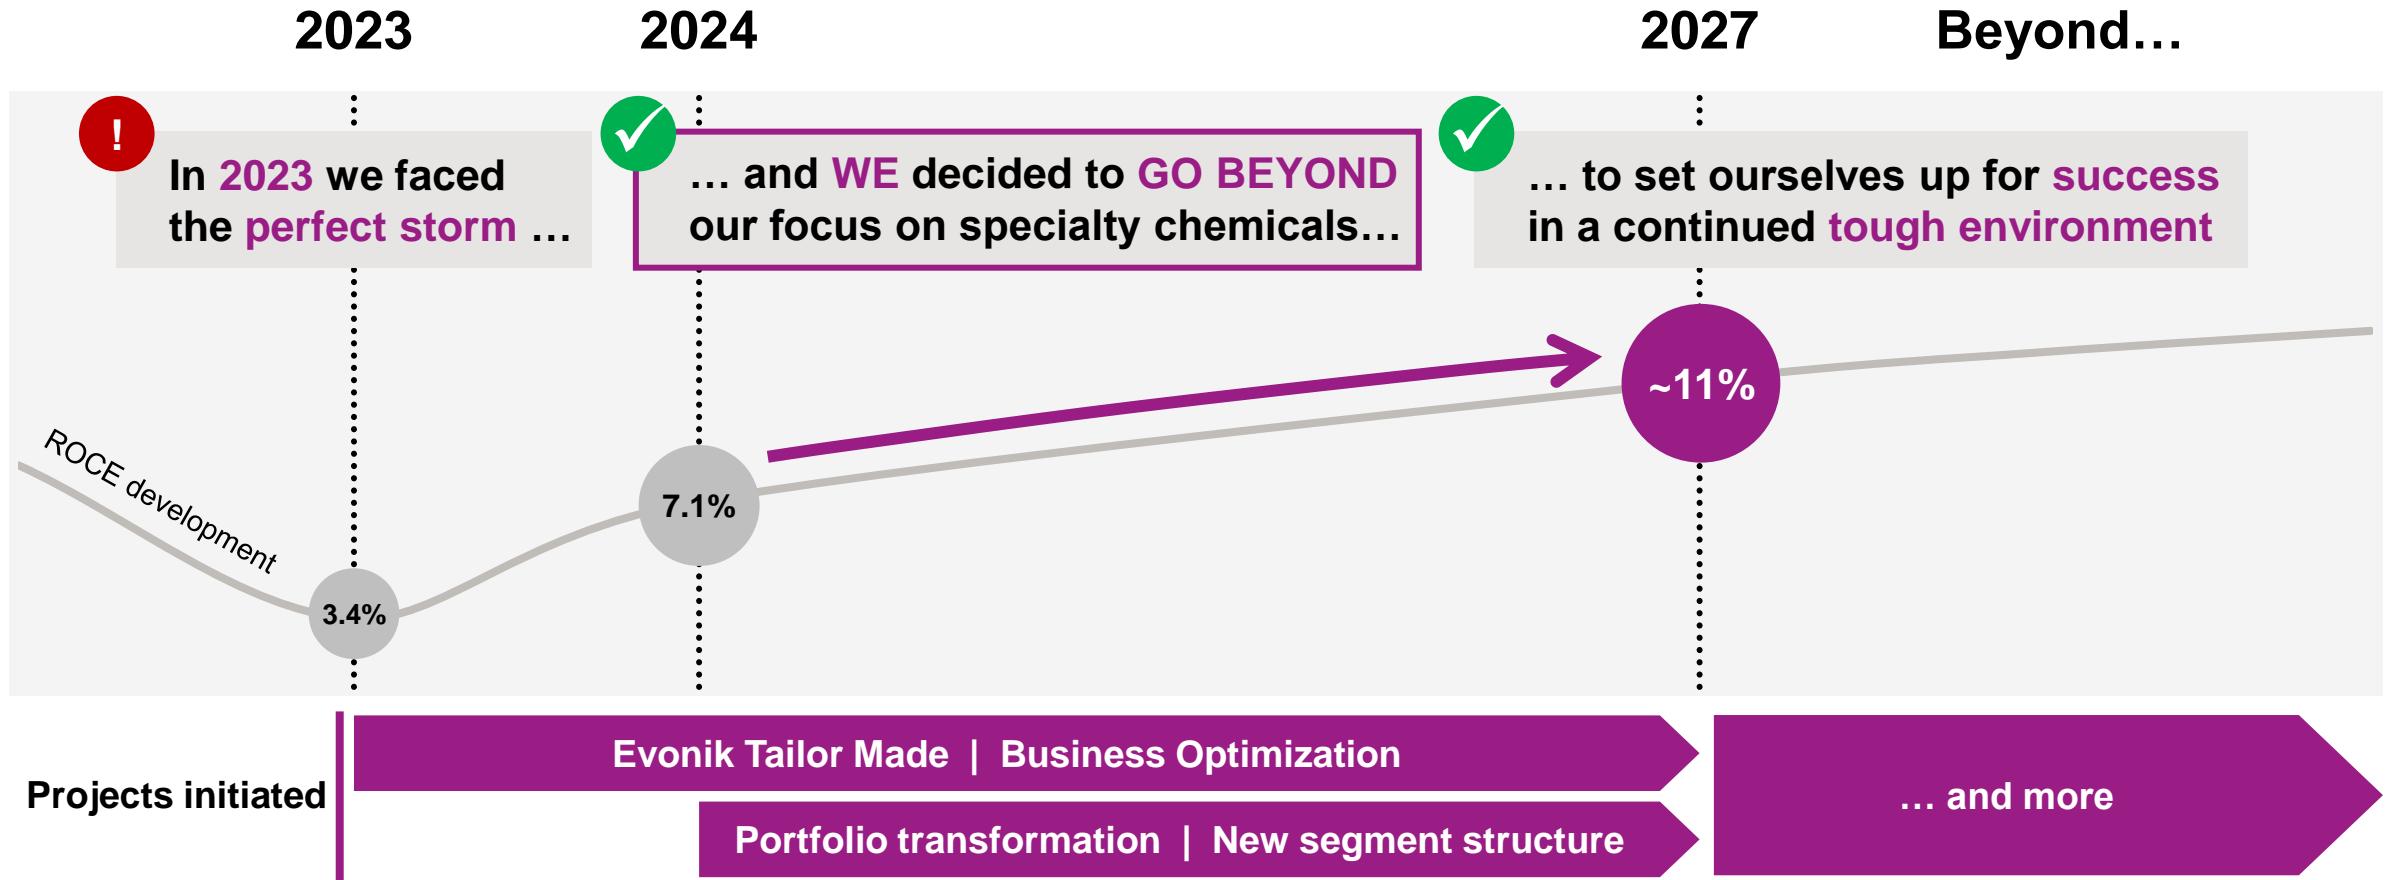 2023
2024
2027
Beyond…
!
In 2023 we faced
the perfect storm …
… and WE decided to GO BEYOND
our focus on specialty chemicals…
… to set ourselves up for success
in a continued tough environment
ROCE development
3.4%
7.1%
~11%
Projects initiated
Evonik Tailor Made | Business Optimization
Portfolio transformation | New segment structure
… and more